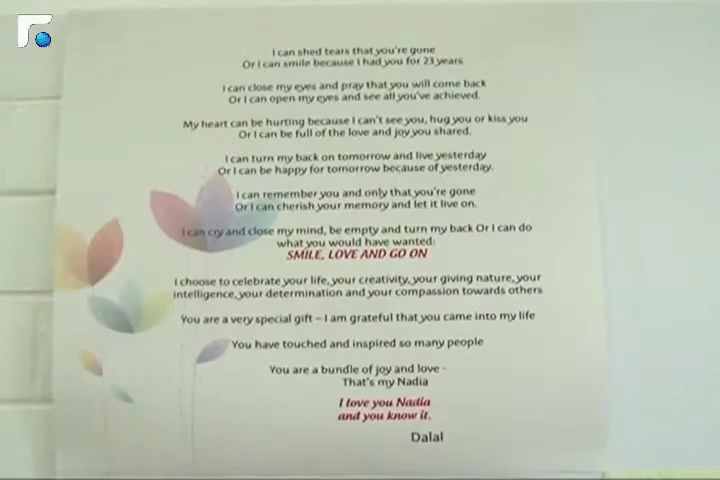 I can shed tears that you're gone
Or I can smile because I had you for 23 years.
I can close my eyes and pray that you will come back
Or I can open my eyes and see all you've achieved.
My heart can be hurting because I can't see you, hug you or kiss you
Or I can be full of the love and joy you shared.
I can turn my back on tomorrow and live yesterday
Or I can be happy for tomorrow because of yesterday.
I can remember you and only that you're gone
Or I can cherish your memory and let it live on.
I can cry and close my mind, be empty and turn my back Or I can do
what you would have wanted:
SMILE, LOVE AND GO ON
I choose to celebrate your life, your creativity, your giving nature, your
intelligence, your determination and your compassion towards others
You are a very special gift – I am grateful that you came into my life
You have touched and inspired so many people
You are a bundle of joy and love -
That's my Nadia
I love you Nadia
and you know it.
Dalal